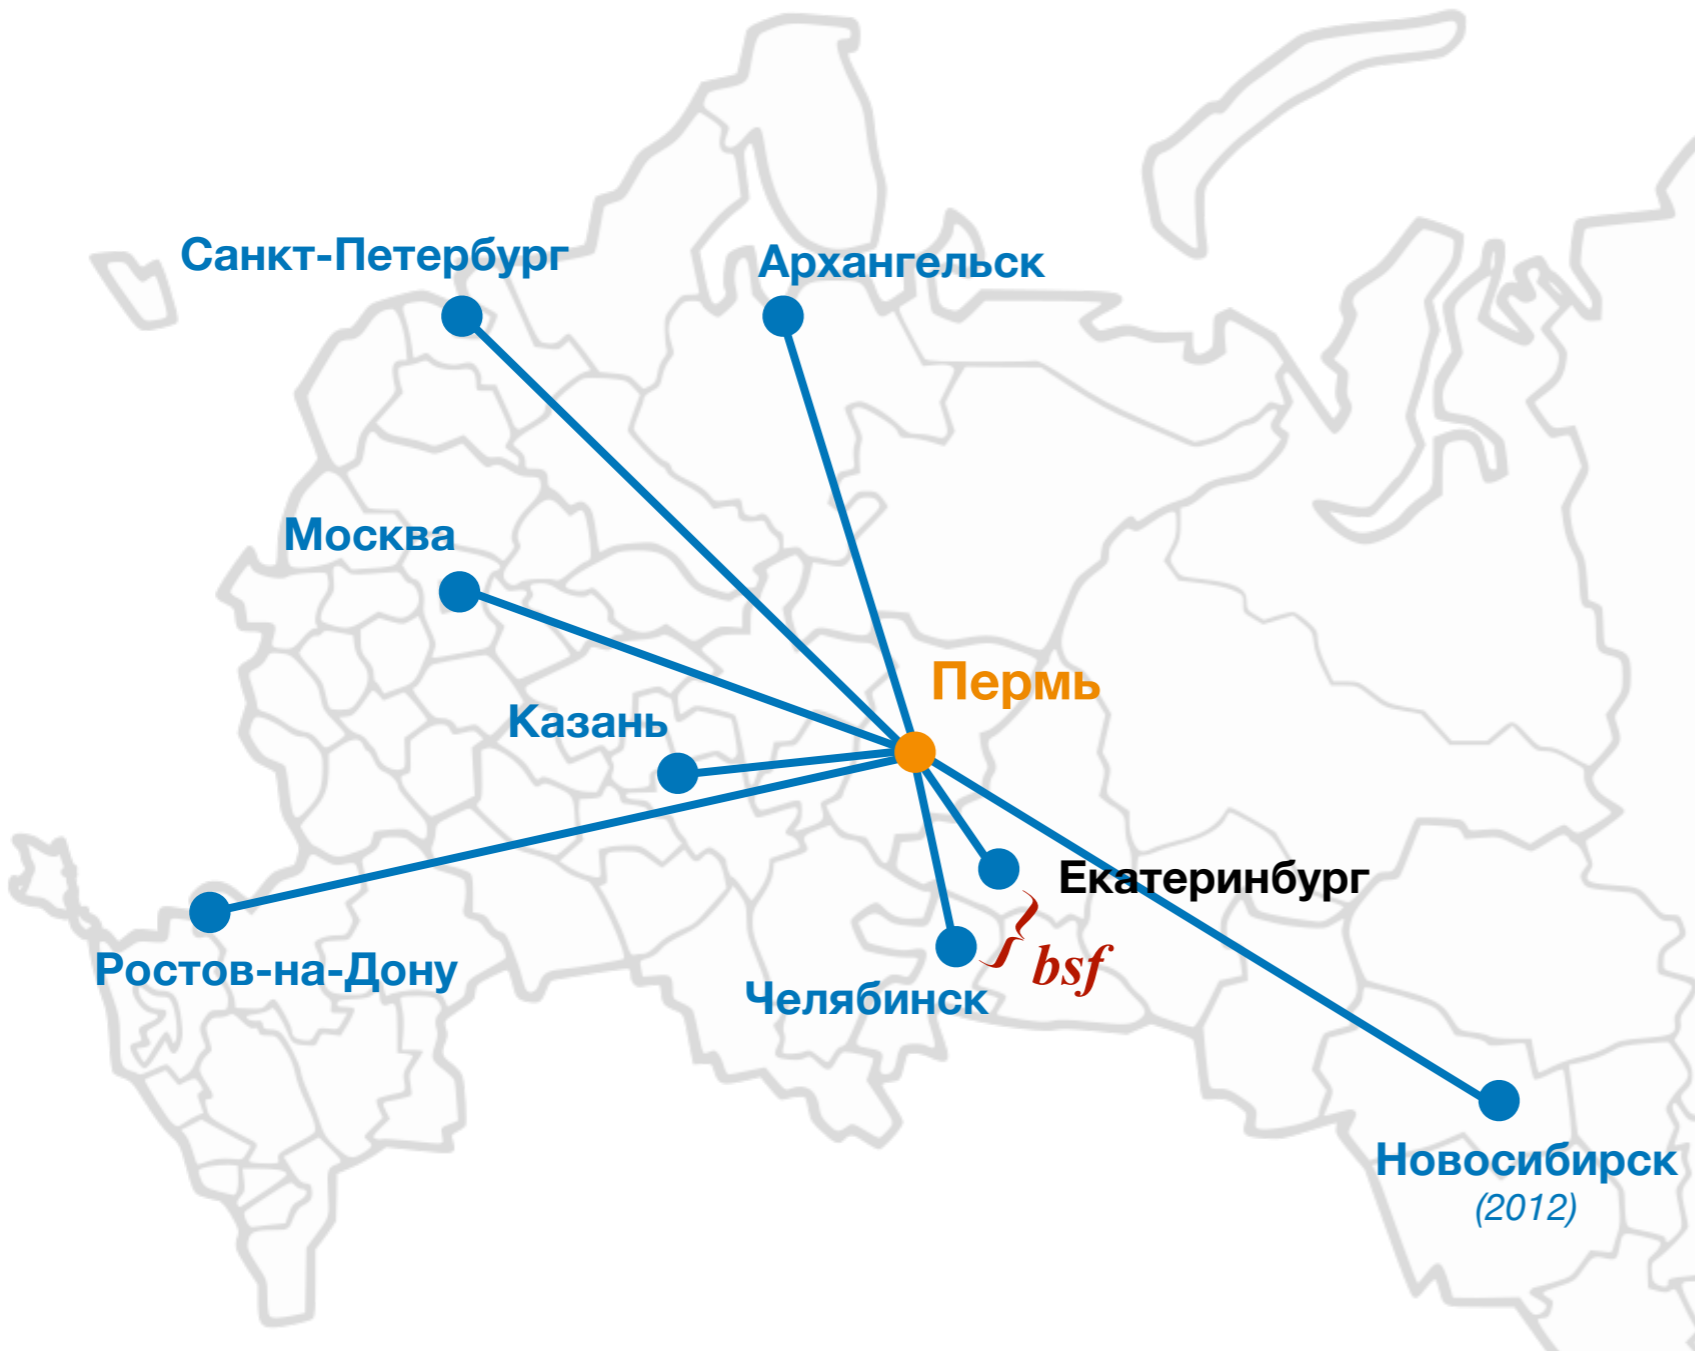 Санкт-Петербург
Архангельск
Москва
Пермь
Казань
Екатеринбург
bsf
Ростов-на-Дону
Челябинск
Новосибирск
(2012)